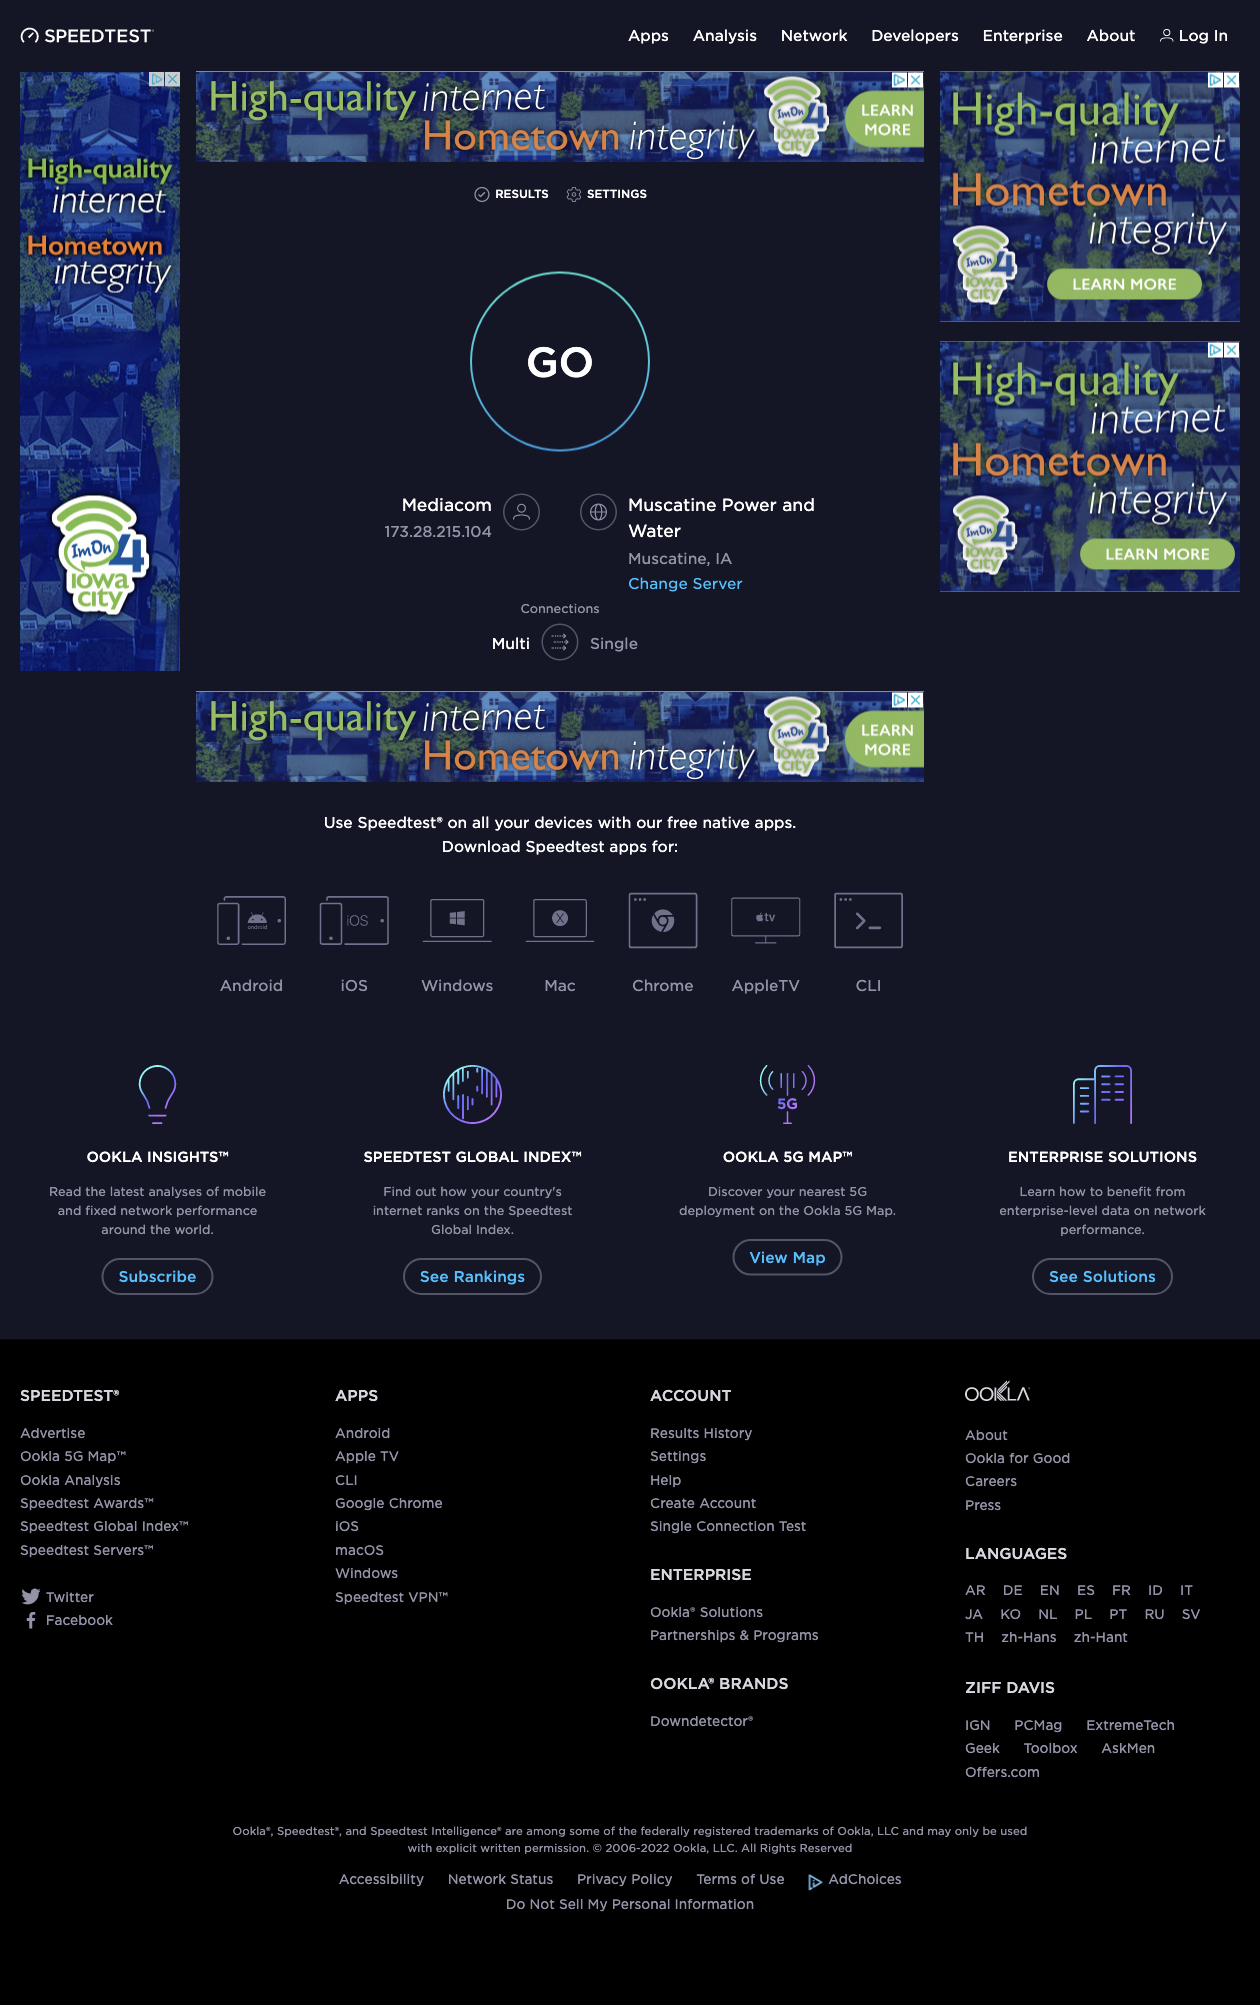 SPEEDTEST
Apps Analysis Network Developers Enterprise About Log In
High-quality
internet
Hometown
integrity
ImOn 4
iowa
city
High-quality internet
Hometown integrity
ImOn 4
iowa
city
LEARN
MORE
High-quality
internet
Hometown
integrity
ImOn 4
iowa
city
LEARN MORE
RESULTS SETTINGS
GO
Mediacom
173.28.215.104
Muscatine Power and
Water
Muscatine, IA
Change Server
Connections
Multi Single
High-quality
internet
Hometown
integrity
ImOn 4
iowa
city
LEARN MORE
High-quality internet
Hometown integrity
ImOn 4
iowa
city
LEARN
MORE
Use Speedtest® on all your devices with our free native apps.
Download Speedtest apps for:
android
iOS
X
tv
Android iOS Windows Mac Chrome AppleTV CLI
5G
OOKLA INSIGHTS™
Read the latest analyses of mobile
and fixed network performance
around the world.
Subscribe
SPEEDTEST GLOBAL INDEX™
Find out how your country's
internet ranks on the Speedtest
Global Index.
See Rankings
OOKLA 5G MAP™
Discover your nearest 5G
deployment on the Ookla 5G Map.
View Map
ENTERPRISE SOLUTIONS
Learn how to benefit from
enterprise-level data on network
performance.
See Solutions
SPEEDTEST®
Advertise
Ookla 5G Map™
Ookla Analysis
Speedtest Awards™
Speedtest Global Index™
Speedtest Servers™
Twitter
Facebook
APPS
Android
Apple TV
CLI
Google Chrome
iOS
macOS
Windows
Speedtest VPN™
ACCOUNT
Results History
Settings
Help
Create Account
Single Connection Test
ENTERPRISE
Ookla® Solutions
Partnerships & Programs
OOKLA® BRANDS
Downdetector®
OOKLA
About
Ookla for Good
Careers
Press
LANGUAGES
AR DE EN ES FR ID IT
JA KO NL PL PT RU SV
TH zh-Hans zh-Hant
ZIFF DAVIS
IGN PCMag ExtremeTech
Geek Toolbox AskMen
Offers.com
Ookla®, Speedtest®, and Speedtest Intelligence® are among some of the federally registered trademarks of Ookla, LLC and may only be used
with explicit written permission. © 2006-2022 Ookla, LLC. All Rights Reserved
Accessibility Network Status Privacy Policy Terms of Use AdChoices
Do Not Sell My Personal Information